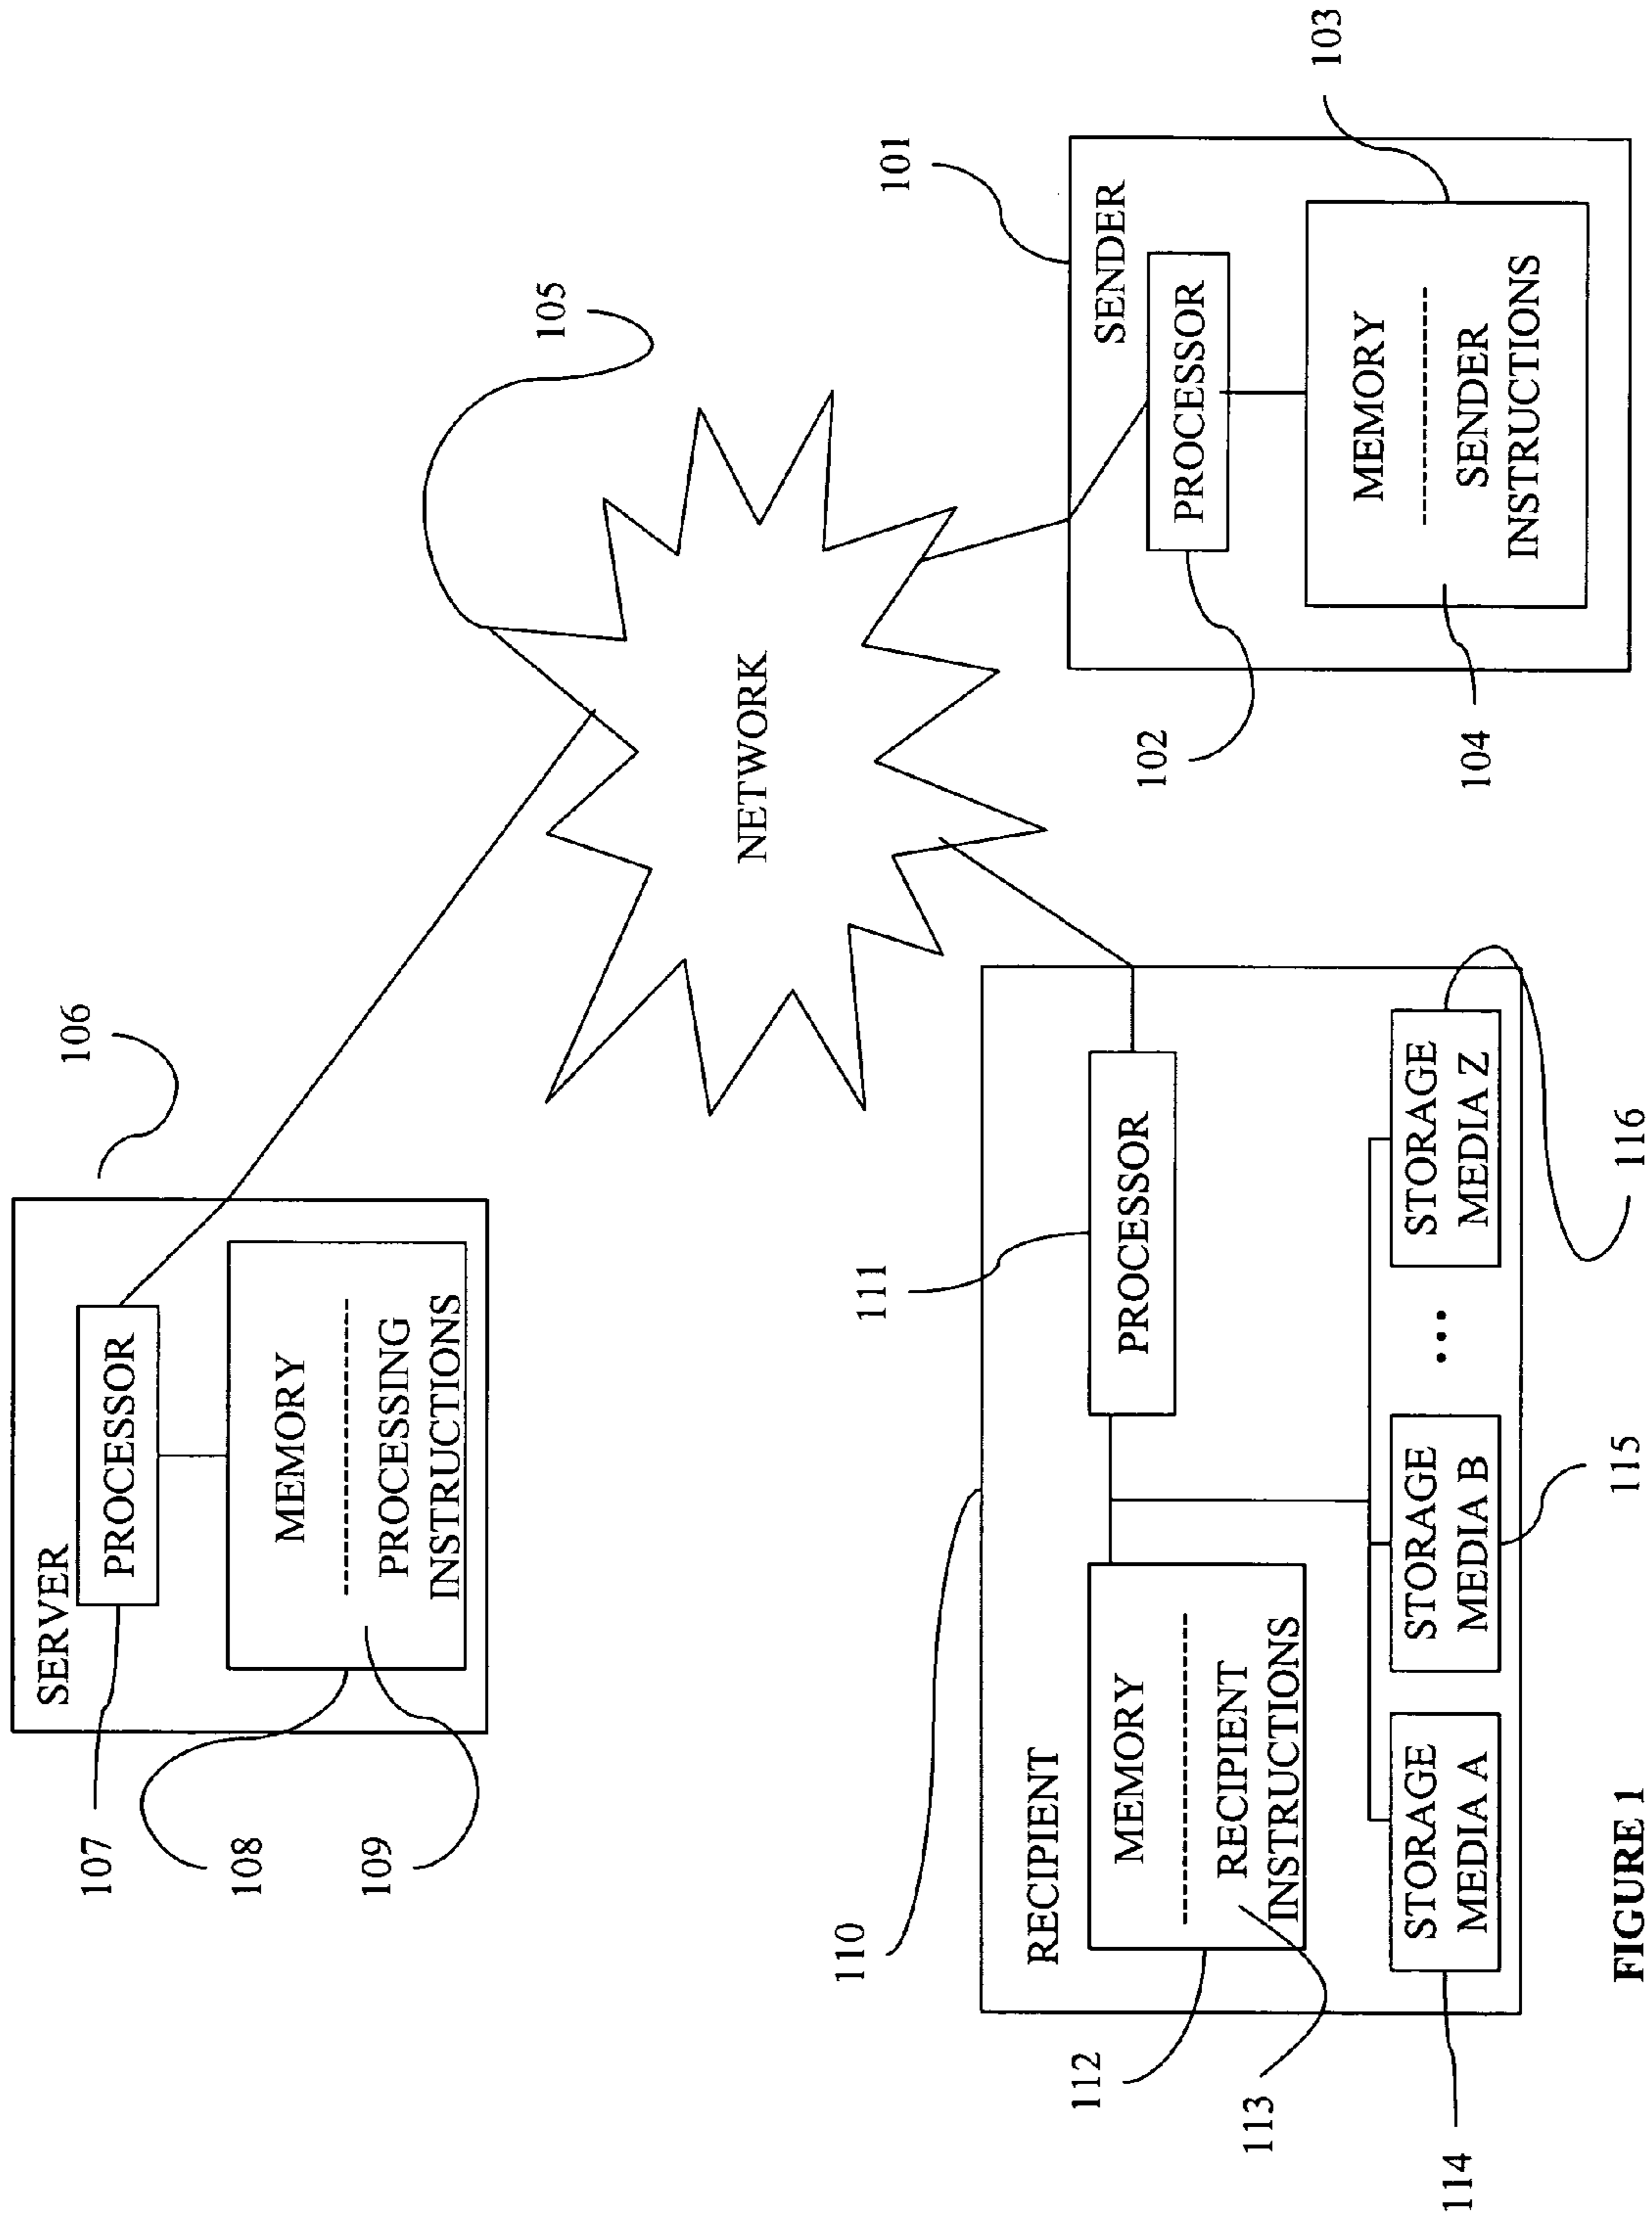 SERVER
PROCESSOR
MEMORY
PROCESSING
INSTRUCTIONS
106
107
108
109
105
NETWORK
110
RECIPIENT
111
PROCESSOR
MEMORY
RECIPIENT
INSTRUCTIONS
112
113
STORAGE
MEDIA A
STORAGE
MEDIA B
...
STORAGE
MEDIA Z
114
115
116
101
SENDER
PROCESSOR
102
MEMORY
SENDER
INSTRUCTIONS
103
104
FIGURE 1